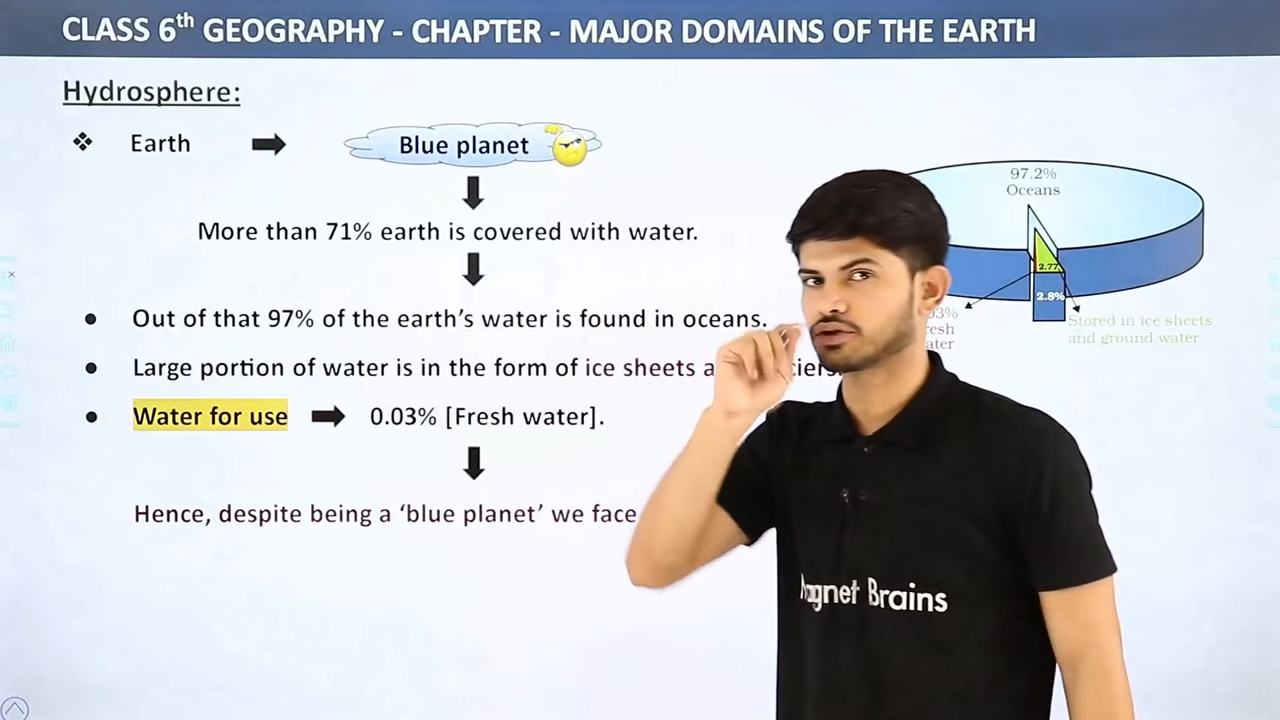 CLASS 6th GEOGRAPHY - CHAPTER - MAJOR DOMAINS OF THE EARTH
Hydrosphere:
❖ Earth ➡ Blue planet
More than 71% earth is covered with water.
• Out of that 97% of the earth's water is found in oceans.
• Large portion of water is in the form of ice sheets
• Water for use ➡ 0.03% [Fresh water].
Hence, despite being a 'blue planet' we face
97.2%
Oceans
2.77
2.8%
Stored in ice sheets
and ground water
Magnet Brains